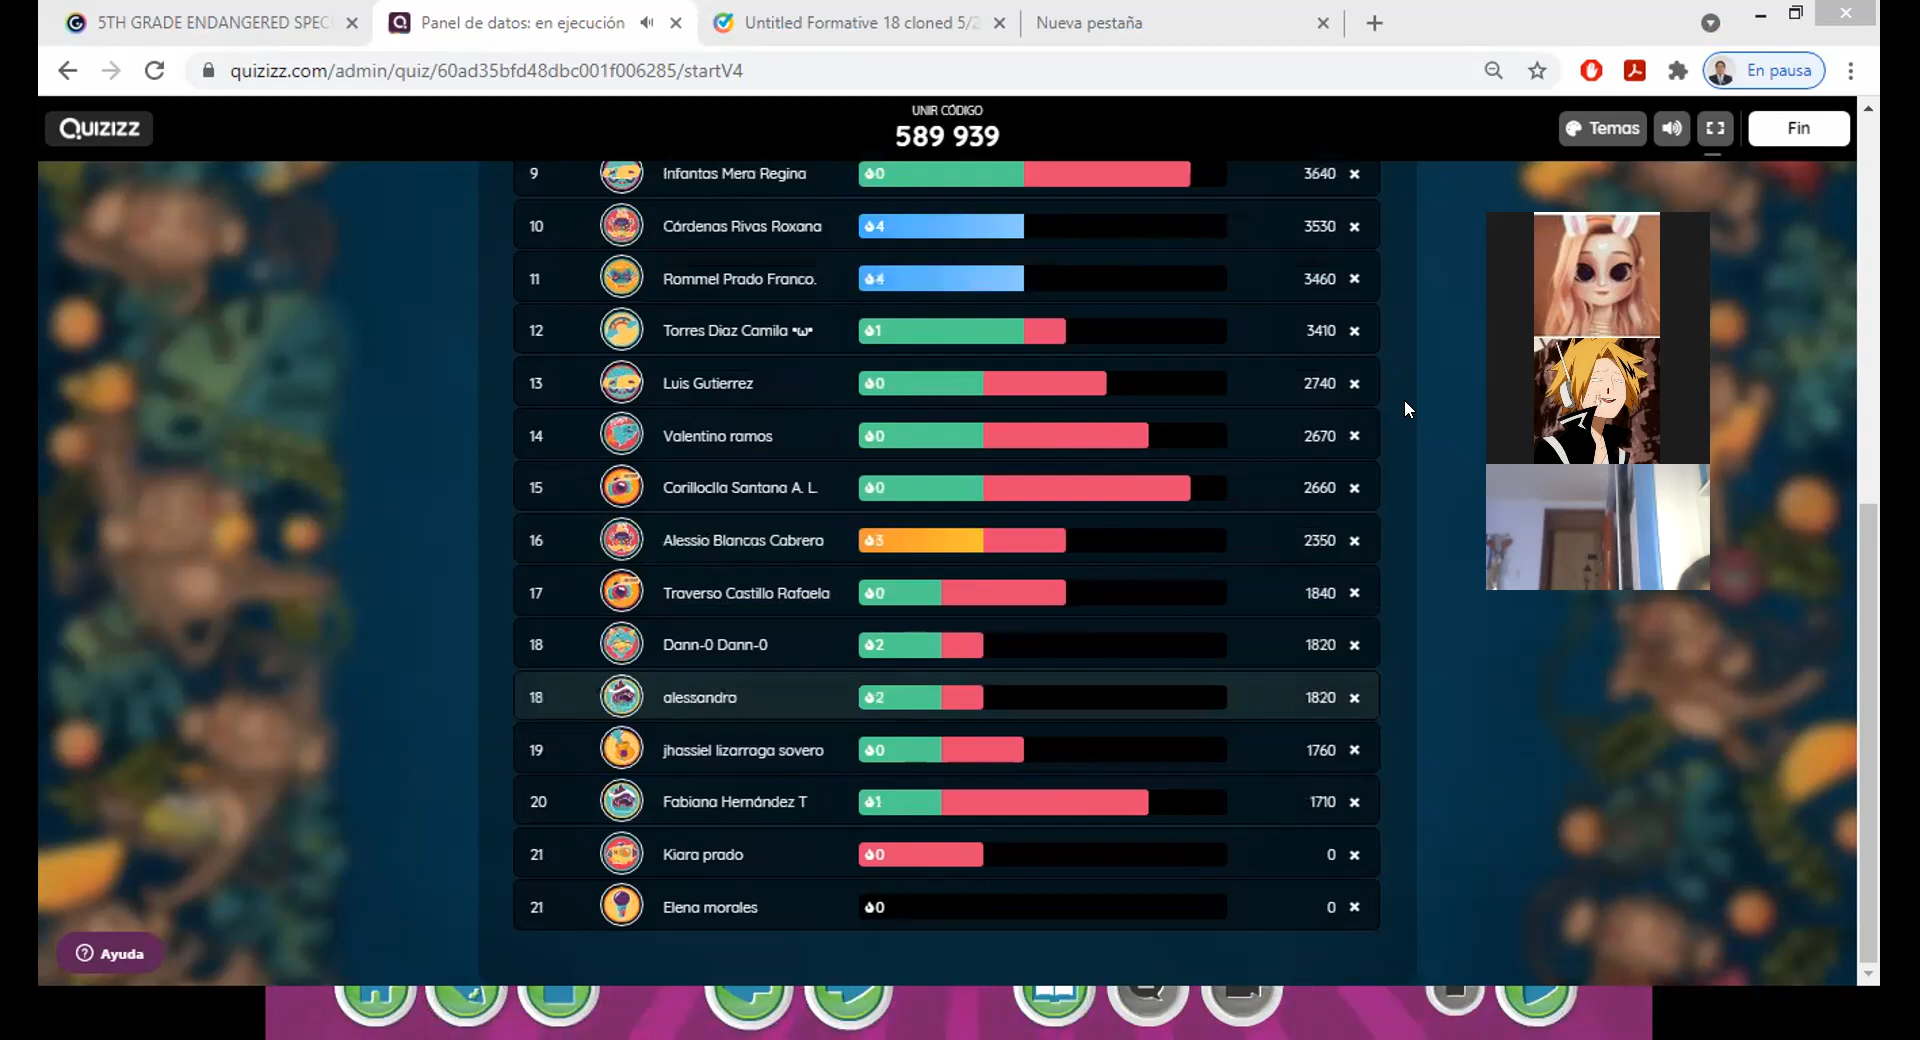 5TH GRADE ENDANGERED SPEC
Panel de datos: en ejecución
Untitled Formative 18 cloned 5/2
Nueva pestaña
quizizz.com/admin/quiz/60ad35bfd48dbc001f006285/startV4
En pausa
Quizizz
UNIR CÓDIGO
589 939
Temas
Fin
9 Infantas Mera Regina 0 3640
10 Cárdenas Rivas Roxana 4 3530
11 Rommel Prado Franco. 4 3460
12 Torres Diaz Camila •ω• 1 3410
13 Luis Gutierrez 0 2740
14 Valentino ramos 0 2670
15 Corilloclla Santana A. L. 0 2660
16 Alessio Blancas Cabrera 3 2350
17 Traverso Castillo Rafaela 0 1840
18 Dann-0 Dann-0 2 1820
18 alessandra 2 1820
19 jhassiel lizarraga sovero 0 1760
20 Fabiana Hernández T 1 1710
21 Kiara prado 0 0
21 Elena morales 0 0
Ayuda